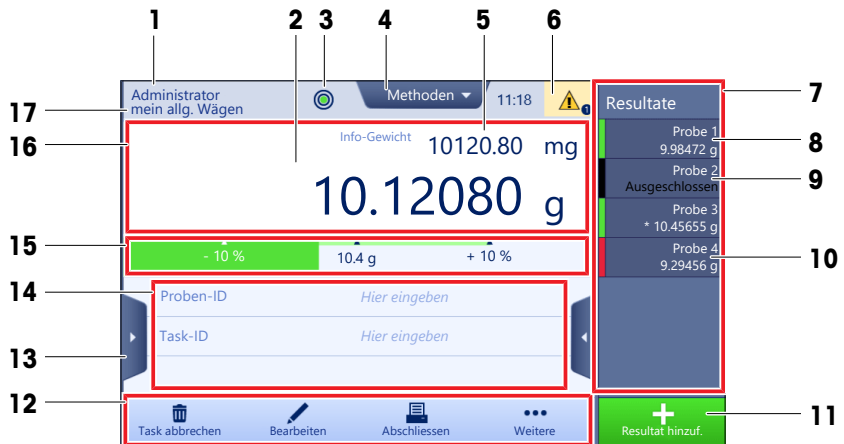 1
2
3
4
5
6
7
8
9
10
11
12
13
14
15
16
17
Administrator
mein allg. Wägen
Methoden
11:18
1
Info-Gewicht 10120.80 mg
10.12080 g
- 10 % 10.4 g + 10 %
Proben-ID Hier eingeben
Task-ID Hier eingeben
Task abbrechen Bearbeiten Abschliessen Weitere
Resultate
Probe 1
9.98472 g
Probe 2
Ausgeschlossen
Probe 3
* 10.45655 g
Probe 4
9.29456 g
Resultat hinzuf.